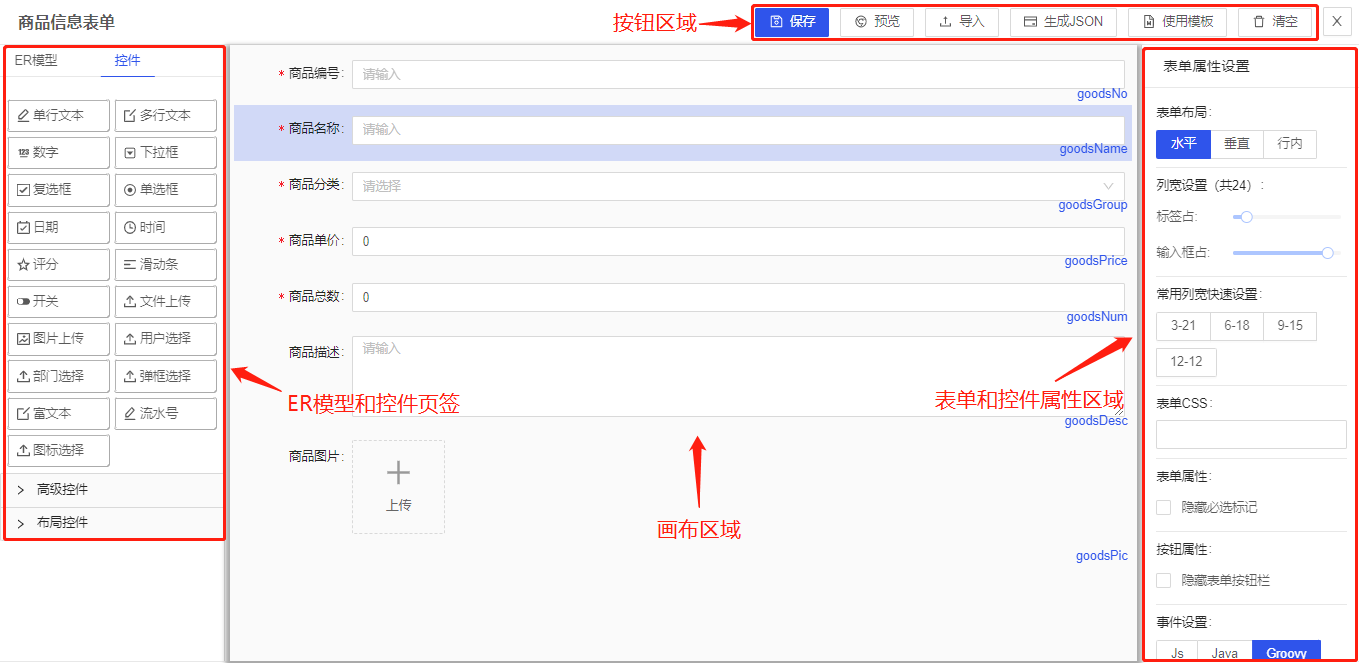 商品信息表单
按钮区域
保存
预览
导入
生成JSON
使用模板
清空
X
ER模型
控件
单行文本
多行文本
数字
下拉框
复选框
单选框
日期
时间
评分
滑动条
开关
文件上传
图片上传
用户选择
部门选择
弹框选择
富文本
流水号
图标选择
高级控件
布局控件
ER模型和控件页签
* 商品编号:
请输入
goodsNo
* 商品名称:
请输入
goodsName
* 商品分类:
请选择
goodsGroup
* 商品单价:
0
goodsPrice
* 商品总数:
0
goodsNum
商品描述:
请输入
goodsDesc
商品图片:
上传
goodsPic
画布区域
表单和控件属性区域
表单属性设置
表单布局:
水平
垂直
行内
列宽设置（共24）:
标签占:
输入框占:
常用列宽快速设置:
3-21
6-18
9-15
12-12
表单CSS:
表单属性:
隐藏必选标记
按钮属性:
隐藏表单按钮栏
事件设置:
Js
Java
Groovy